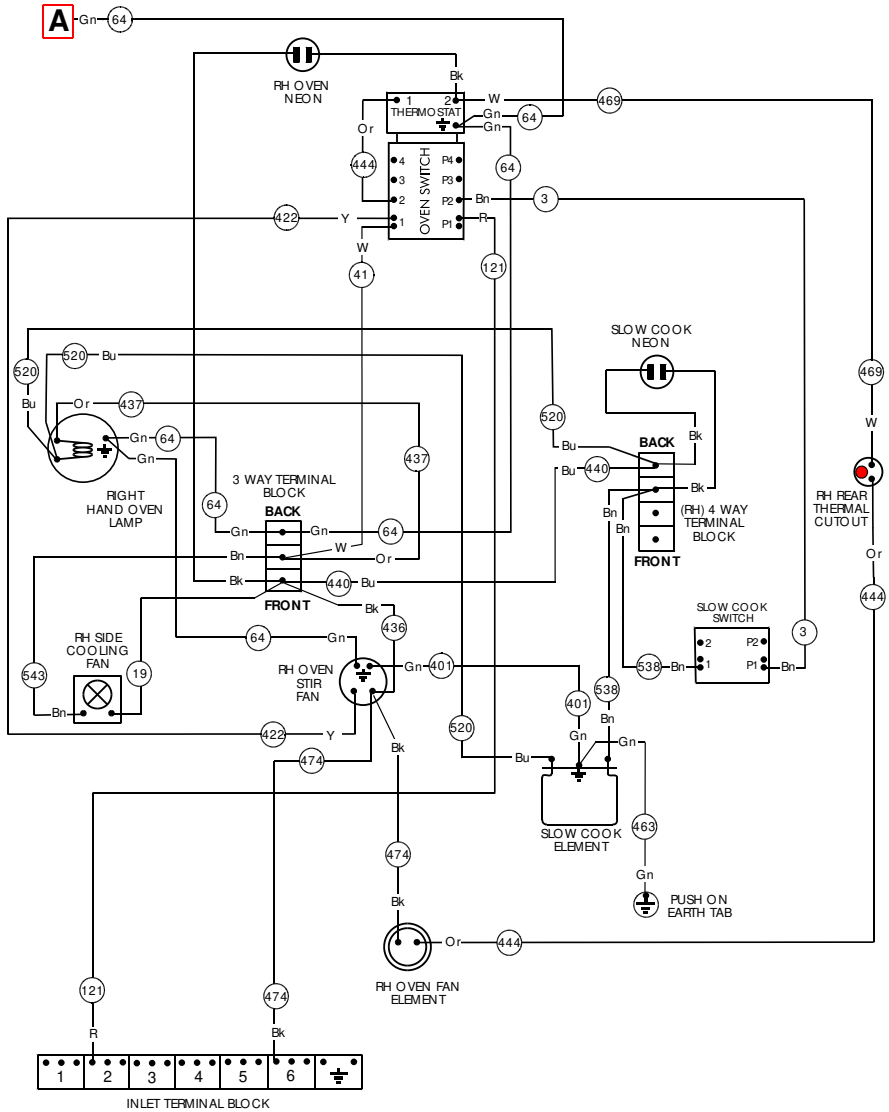 A
Gn 64
RH OVEN
NEON
Bk
1 2
THERMOSTAT
W 469
Gn 64
Gn
Or
444
64
OVEN SWITCH
4 P4
3 P3
2 P2
1 P1
Bn 3
R
422 Y
W
41
121
SLOW COOK
NEON
520 Bu
520
Bu
469
W
Or 437
Gn 64
Gn
520
Bu
BACK
Bk
437
Bu 440
RIGHT
HAND OVEN
LAMP
3 WAY TERMINAL
BLOCK
BACK
64
Bk
Bn
Bn
(RH) 4 WAY
TERMINAL
BLOCK
FRONT
RH REAR
THERMAL
CUTOUT
Gn Gn 64
W
Bn Or
Bk 440 Bu
FRONT
Bk
Or
444
436
64 Gn
RH SIDE
COOLING
FAN
SLOW COOK
SWITCH
2 P2
1 P1
3
Bn
538 Bn
RH OVEN
STIR
FAN
Gn 401
543
19
Bn
538
401
Bn
Gn
Gn
422 Y
520
Bk
474
Bu
SLOW COOK
ELEMENT
463
474
Gn
Bk
PUSH ON
EARTH TAB
Or 444
RH OVEN FAN
ELEMENT
121
474
R
Bk
1 2 3 4 5 6
INLET TERMINAL BLOCK